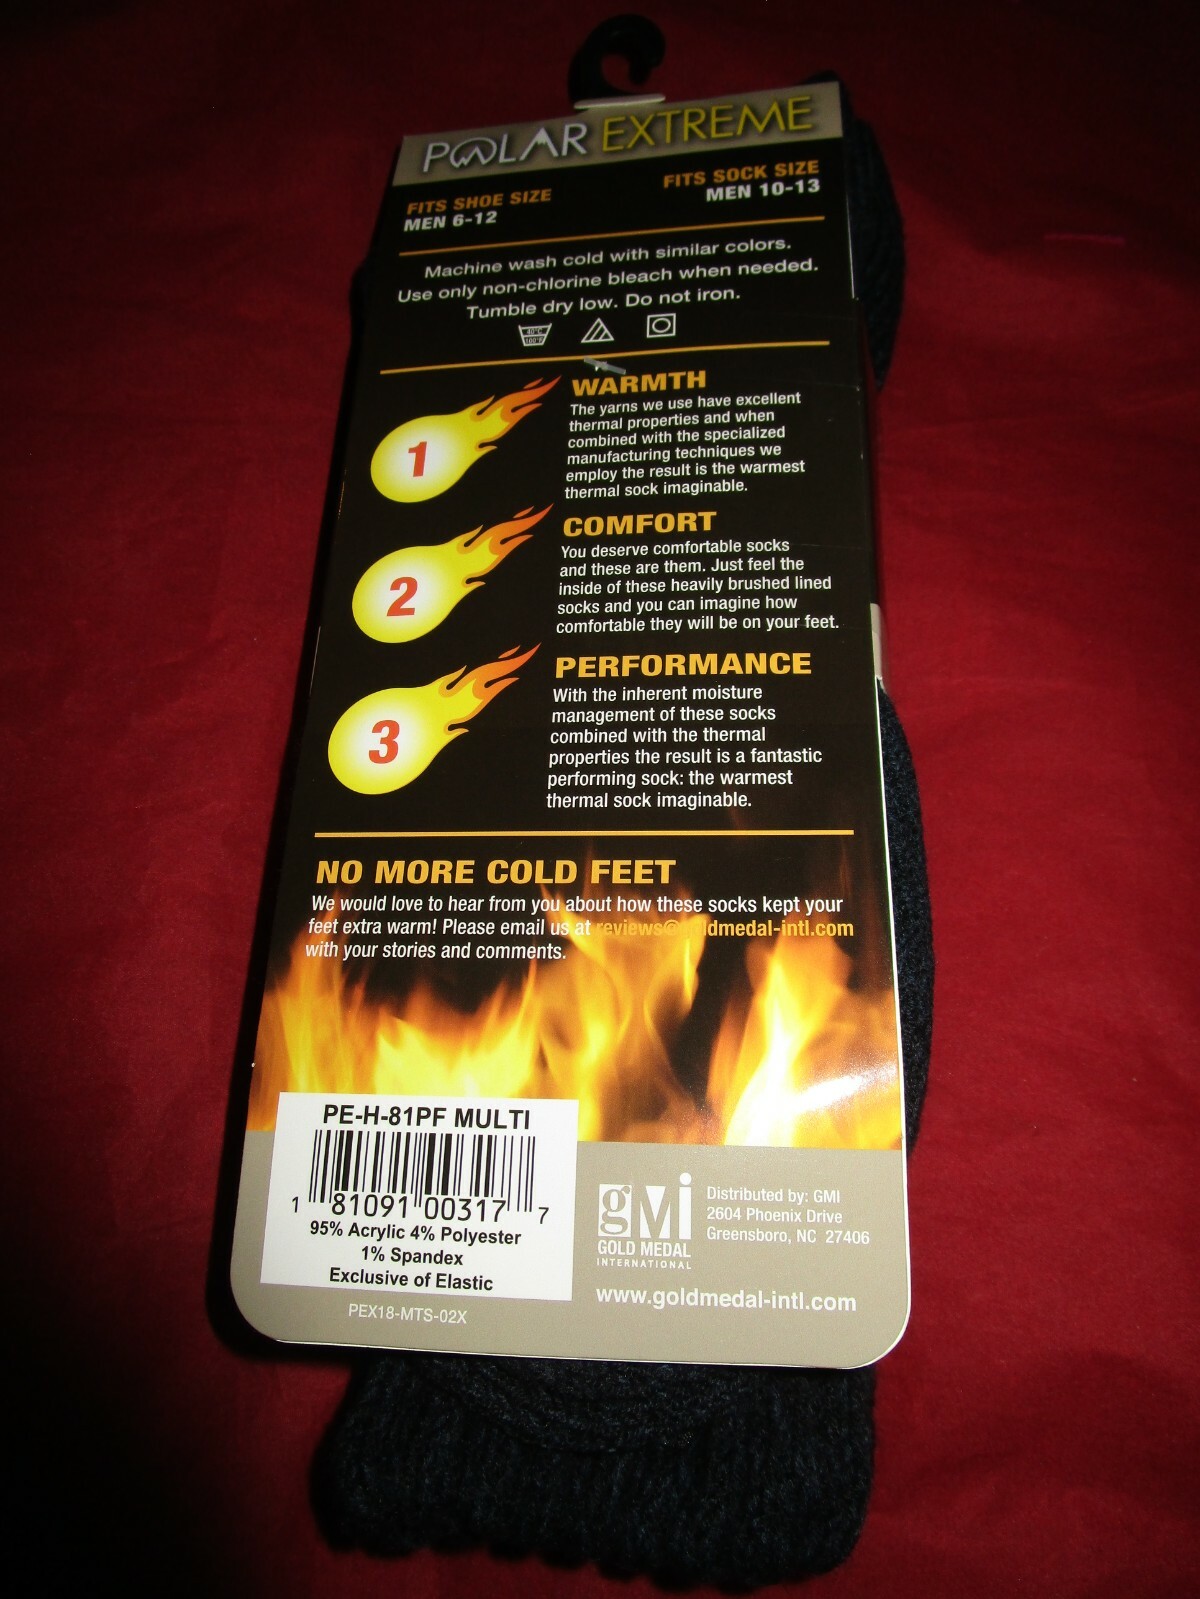 POLAR EXTREME
FITS SHOE SIZE
MEN 6-12
FITS SOCK SIZE
MEN 10-13
Machine wash cold with similar colors.
Use only non-chlorine bleach when needed.
Tumble dry low. Do not iron.
40°C
100°F
1
WARMTH
The yarns we use have excellent
thermal properties and when
combined with the specialized
manufacturing techniques we
employ the result is the warmest
thermal sock imaginable.
2
COMFORT
You deserve comfortable socks
and these are them. Just feel the
inside of these heavily brushed lined
socks and you can imagine how
comfortable they will be on your feet.
3
PERFORMANCE
With the inherent moisture
management of these socks
combined with the thermal
properties the result is a fantastic
performing sock: the warmest
thermal sock imaginable.
NO MORE COLD FEET
We would love to hear from you about how these socks kept your
feet extra warm! Please email us at reviews@goldmedal-intl.com
with your stories and comments.
PE-H-81PF MULTI
1 81091 00317 7
95% Acrylic 4% Polyester
1% Spandex
Exclusive of Elastic
PEX18-MTS-02X
gMi
GOLD MEDAL
INTERNATIONAL
Distributed by: GMI
2604 Phoenix Drive
Greensboro, NC 27406
www.goldmedal-intl.com